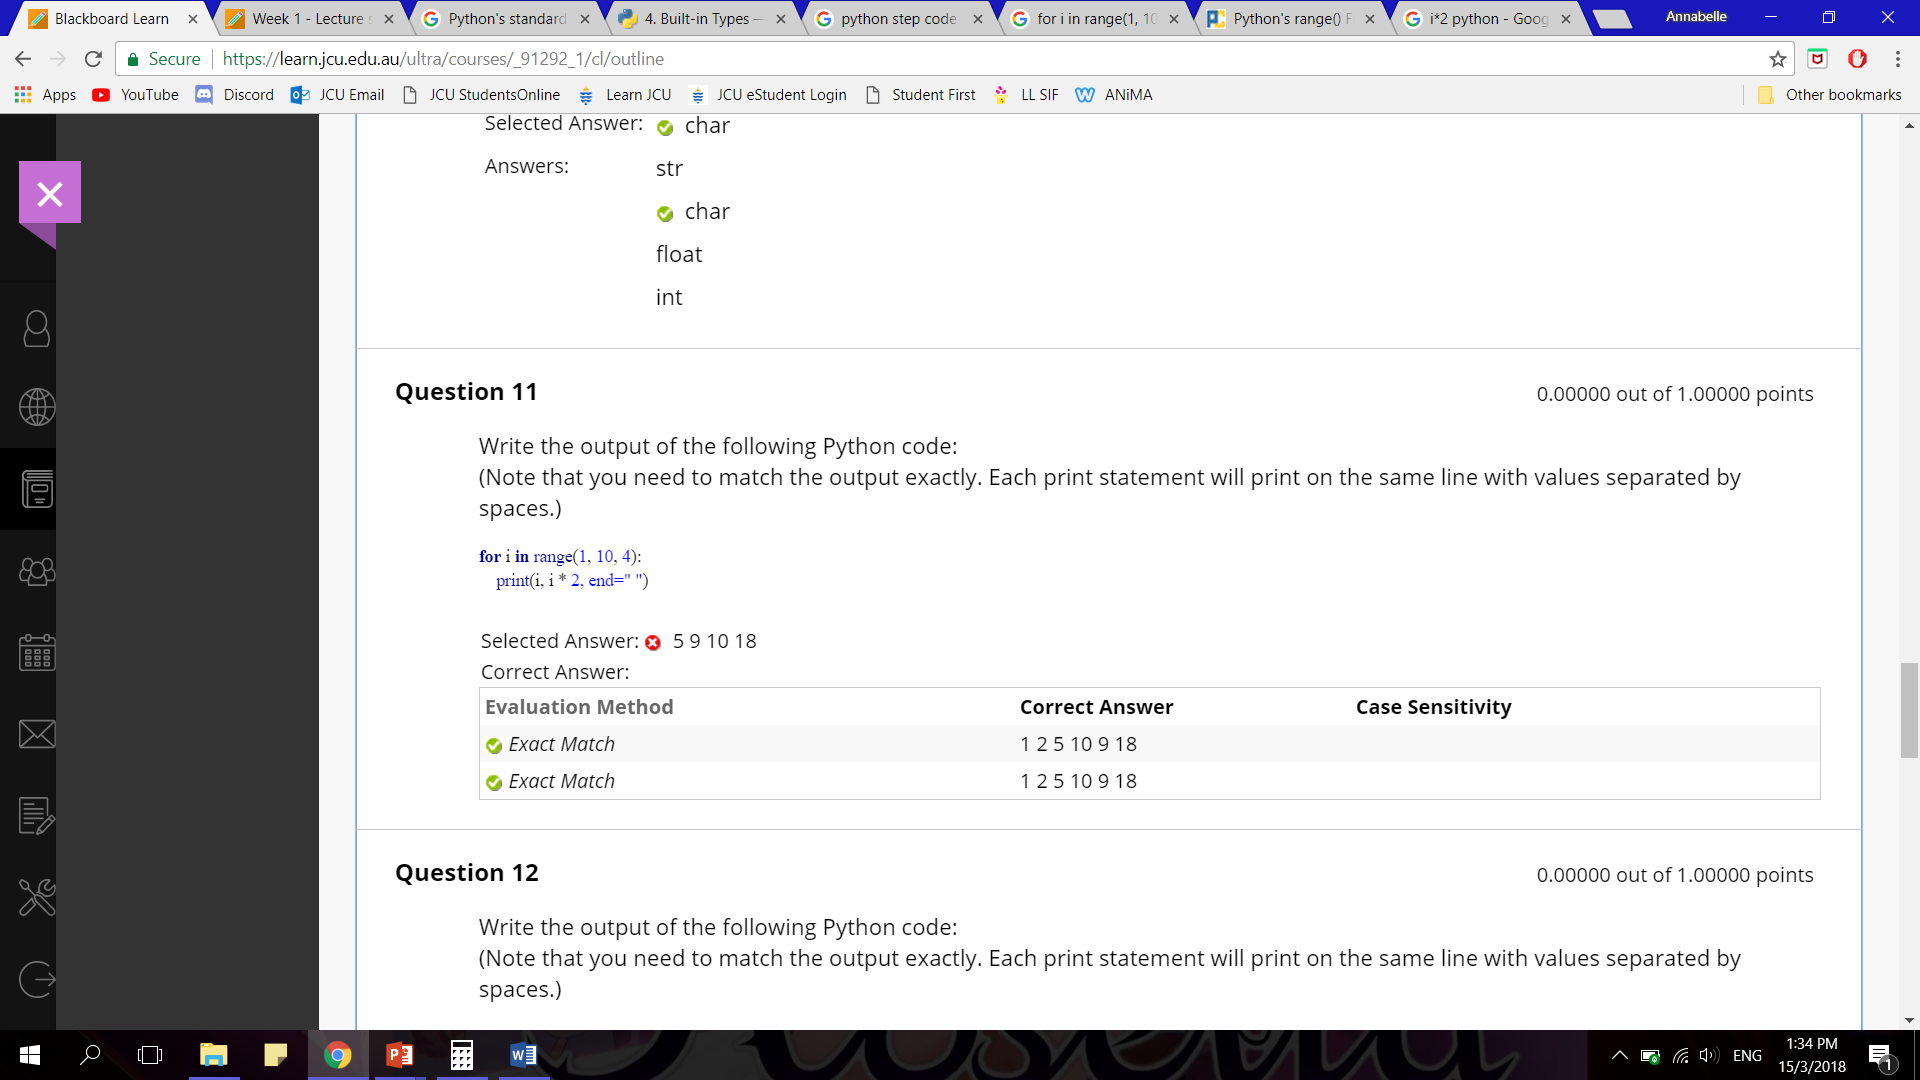 Blackboard Learn
Week 1 - Lecture s
Python's standard
4. Built-in Types —
python step code
for i in range(1, 10
Python's range() F
i*2 python - Goog
Annabelle
Secure
https://learn.jcu.edu.au/ultra/courses/_91292_1/cl/outline
Apps
YouTube
Discord
JCU Email
JCU StudentsOnline
Learn JCU
JCU eStudent Login
Student First
LL SIF
ANiMA
Other bookmarks
Selected Answer: char
Answers: str
char
float
int
Question 11
0.00000 out of 1.00000 points
Write the output of the following Python code:
(Note that you need to match the output exactly. Each print statement will print on the same line with values separated by
spaces.)
for i in range(1, 10, 4):
print(i, i * 2, end=" ")
Selected Answer: 5 9 10 18
Correct Answer:
Evaluation Method Correct Answer Case Sensitivity
Exact Match 1 2 5 10 9 18
Exact Match 1 2 5 10 9 18
Question 12
0.00000 out of 1.00000 points
Write the output of the following Python code:
(Note that you need to match the output exactly. Each print statement will print on the same line with values separated by
spaces.)
ENG
1:34 PM
15/3/2018
1